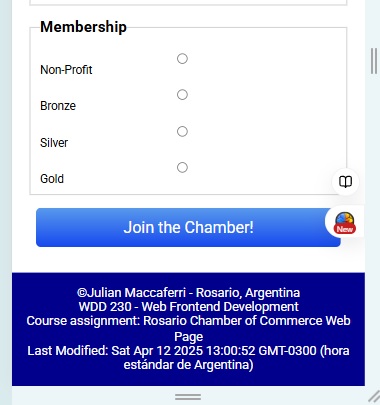 Membership
Non-Profit
Bronze
Silver
Gold
Join the Chamber!
New
©Julian Maccaferri - Rosario, Argentina
WDD 230 - Web Frontend Development
Course assignment: Rosario Chamber of Commerce Web
Page
Last Modified: Sat Apr 12 2025 13:00:52 GMT-0300 (hora
estándar de Argentina)